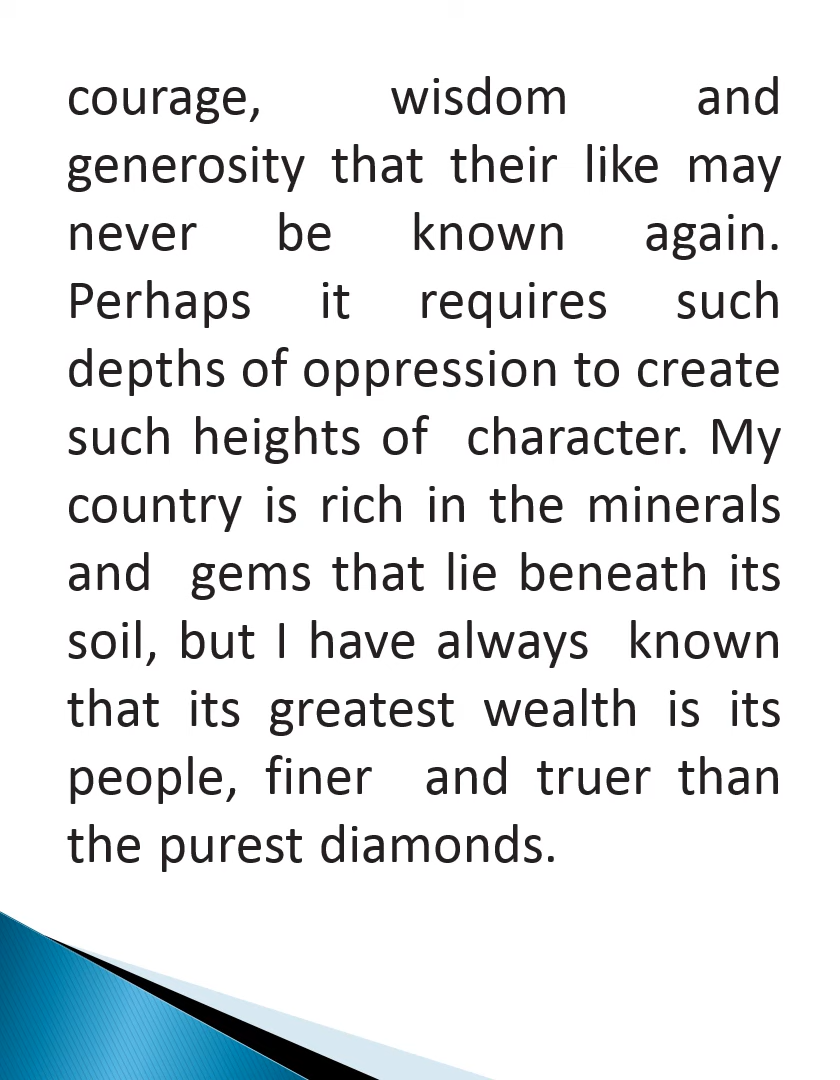 courage, wisdom and
generosity that their like may
never be known again.
Perhaps it requires such
depths of oppression to create
such heights of character. My
country is rich in the minerals
and gems that lie beneath its
soil, but I have always known
that its greatest wealth is its
people, finer and truer than
the purest diamonds.